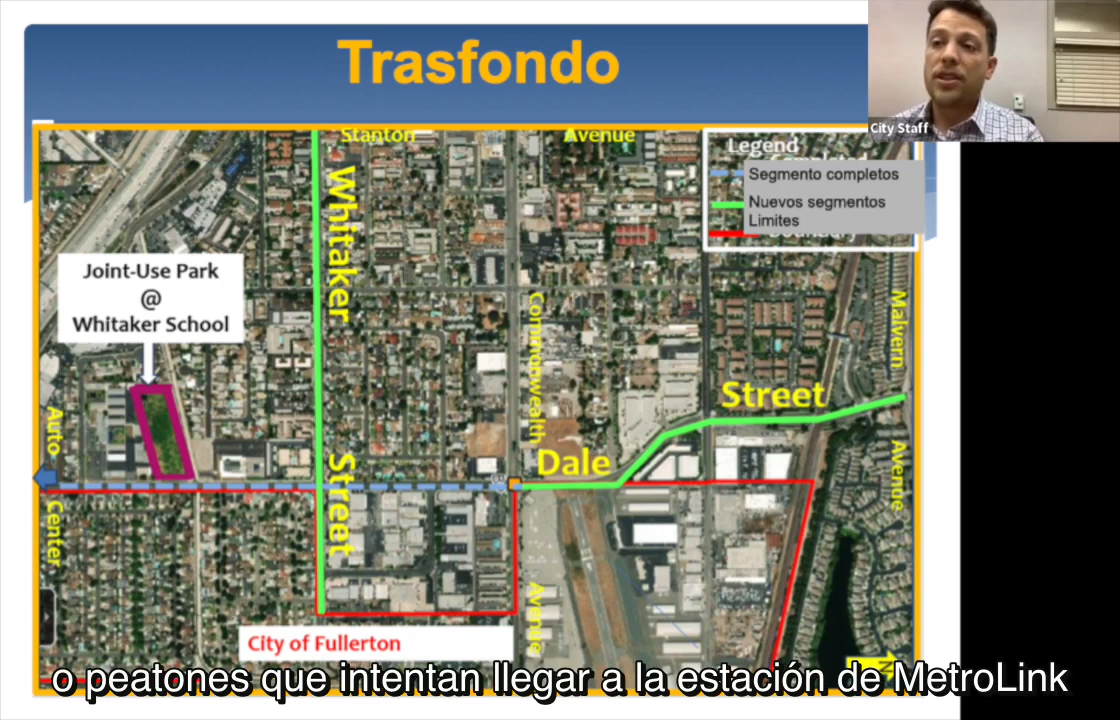 Trasfondo
City Staff
Stanton
Avenue
Legend
Completed
Segmento completos
Nuevos segmentos
Limites
Whitaker
Street
Joint-Use Park
@
Whitaker School
Commonwealth
Avenue
Malvern
Avenue
Street
Dale
Auto
Center
City of Fullerton
N
o peatones que intentan llegar a la estación de MetroLink